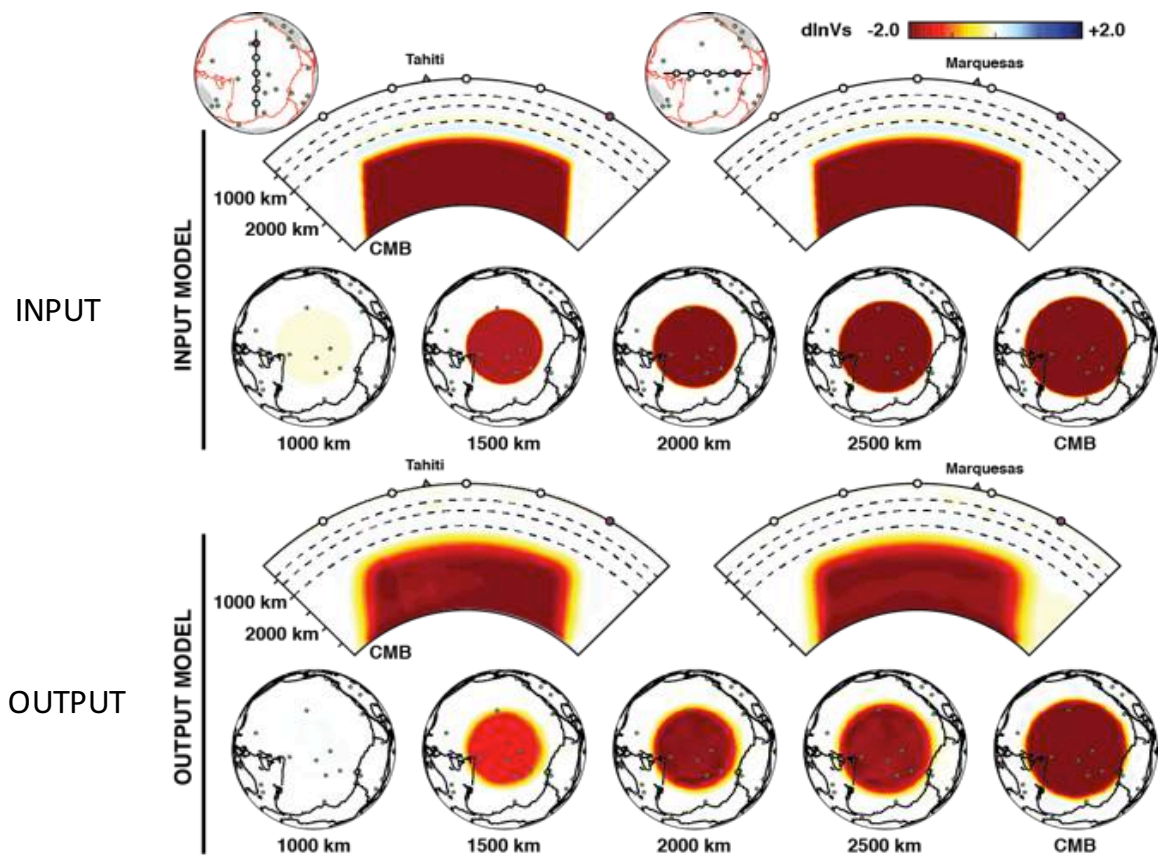 dlnVs -2.0 +2.0
Tahiti
Marquesas
1000 km
2000 km
CMB
INPUT
INPUT MODEL
1000 km 1500 km 2000 km 2500 km CMB
Tahiti
Marquesas
1000 km
2000 km
CMB
OUTPUT
OUTPUT MODEL
1000 km 1500 km 2000 km 2500 km CMB